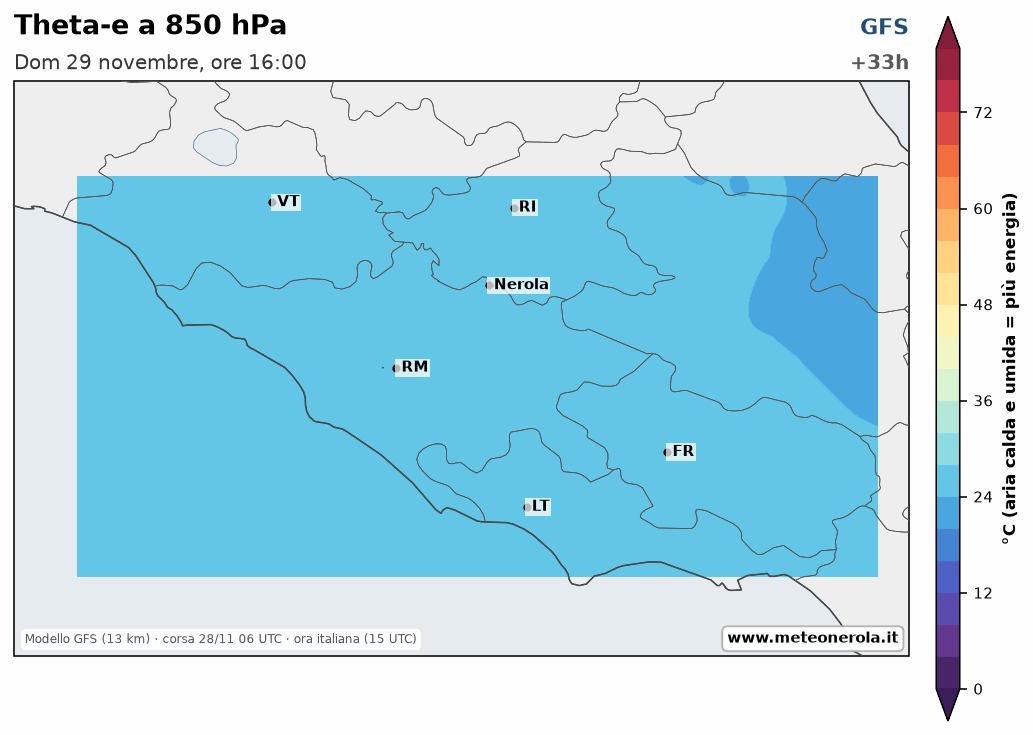 Theta-e a 850 hPa
GFS
Dom 29 novembre, ore 16:00
+33h
VT
RI
Nerola
RM
FR
LT
72
60
48
36
24
12
0
°C (aria calda e umida = più energia)
Modello GFS (13 km) · corsa 28/11 06 UTC · ora italiana (15 UTC)
www.meteonerola.it